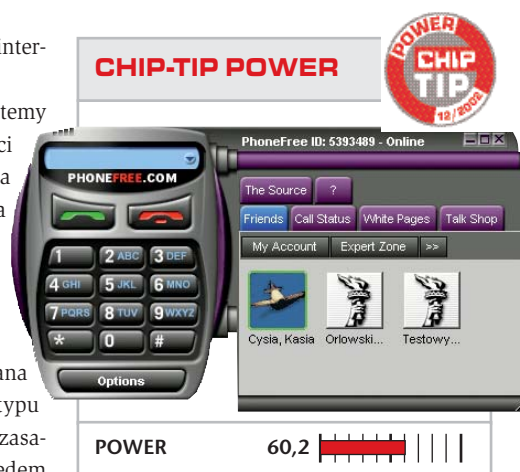 inter-
temy
ci
a
a
ana
typu
zasa-
edem
CHIP-TIP POWER
POWER
CHIP
TIP
12/2002
PhoneFree ID: 5393489 - Online
PHONEFREE.COM
1 2 ABC 3 DEF
4 GHI 5 JKL 6 MNO
7 PQRS 8 TUV 9 WXYZ
* 0 #
Options
The Source ?
Friends Call Status White Pages Talk Shop
My Account Expert Zone >>
Cysia, Kasia Orlowski... Testowy...
POWER 60,2